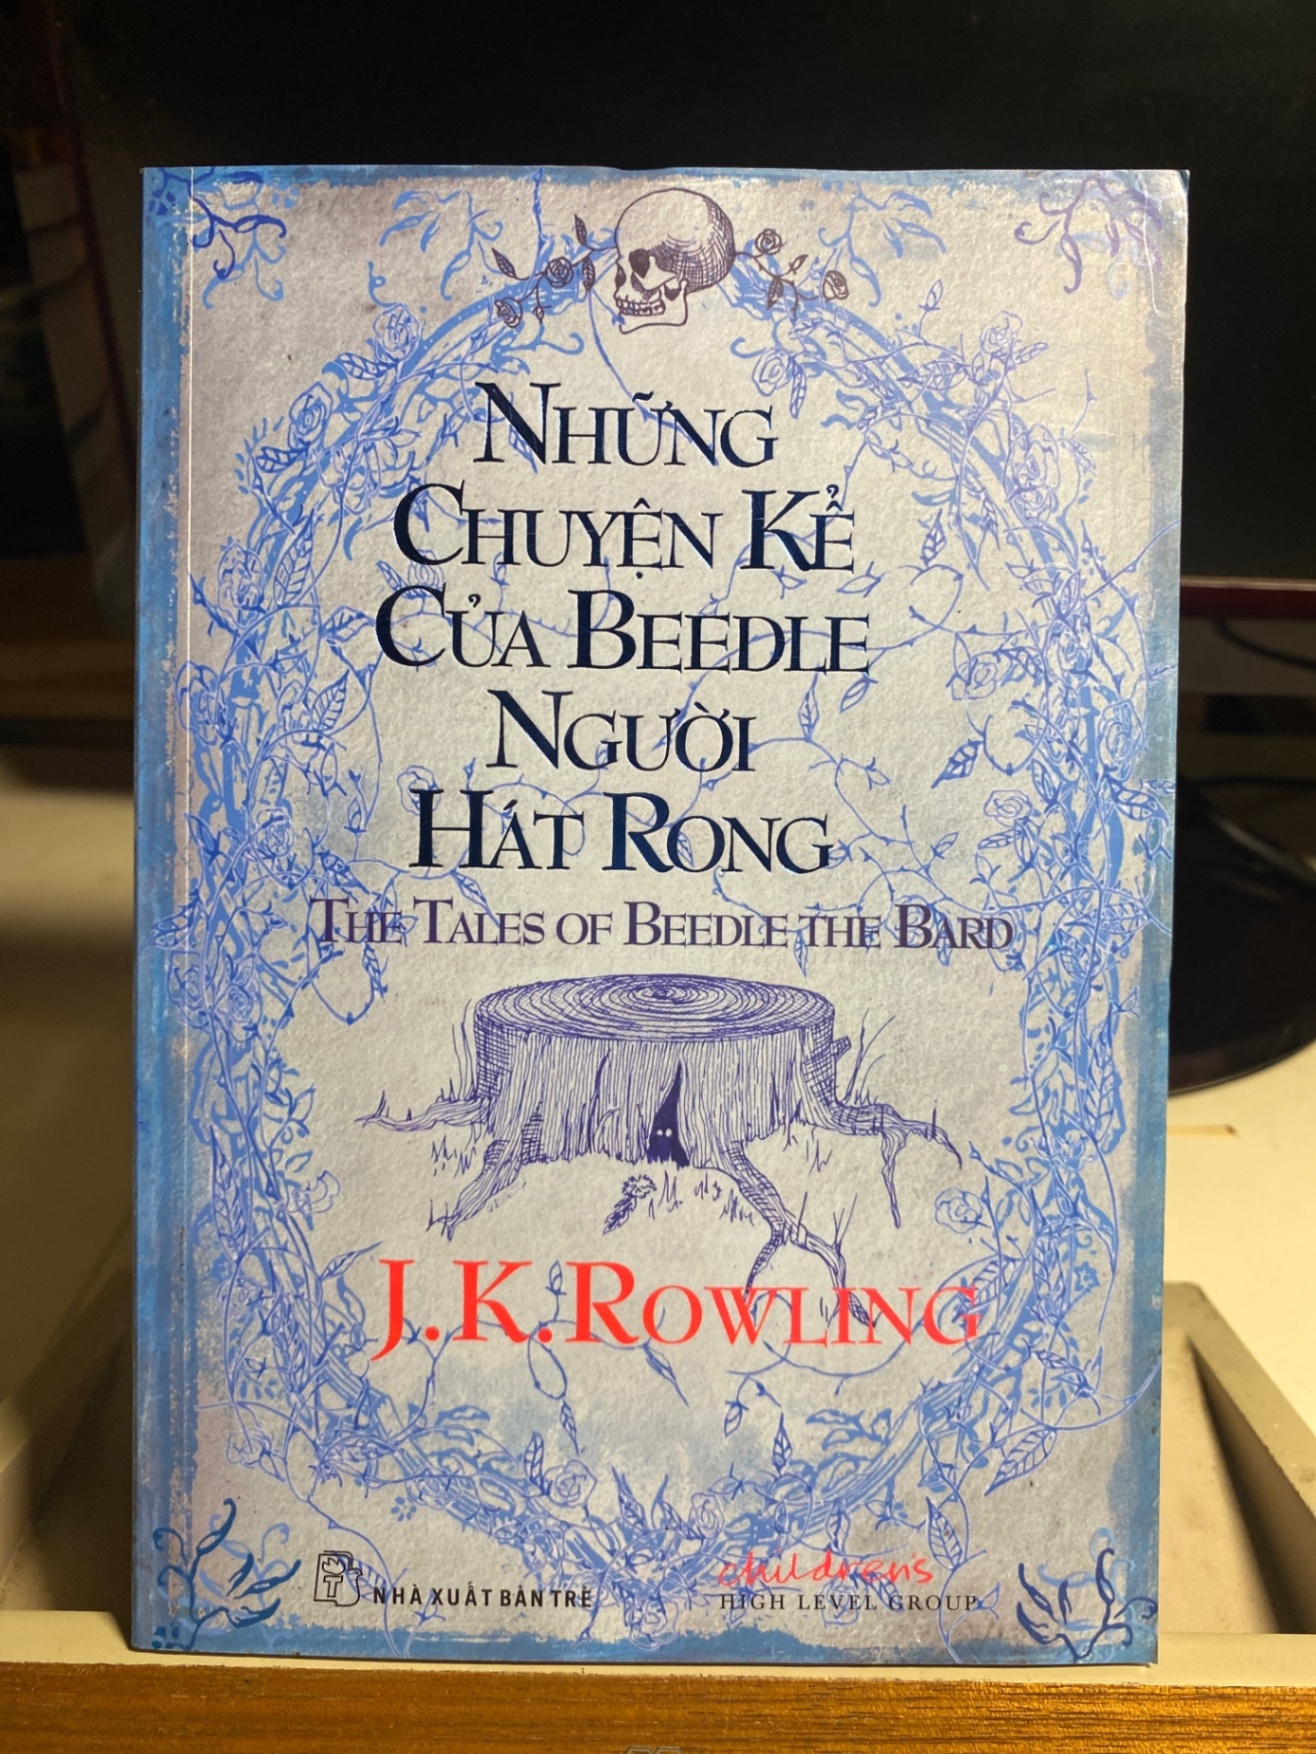 NHỮNG
CHUYỆN KỂ
CỦA BEEDLE
NGƯỜI
HÁT RONG
THE TALES OF BEEDLE THE BARD
J.K.ROWLING
NHÀ XUẤT BẢN TRẺ
children's
HIGH LEVEL GROUP